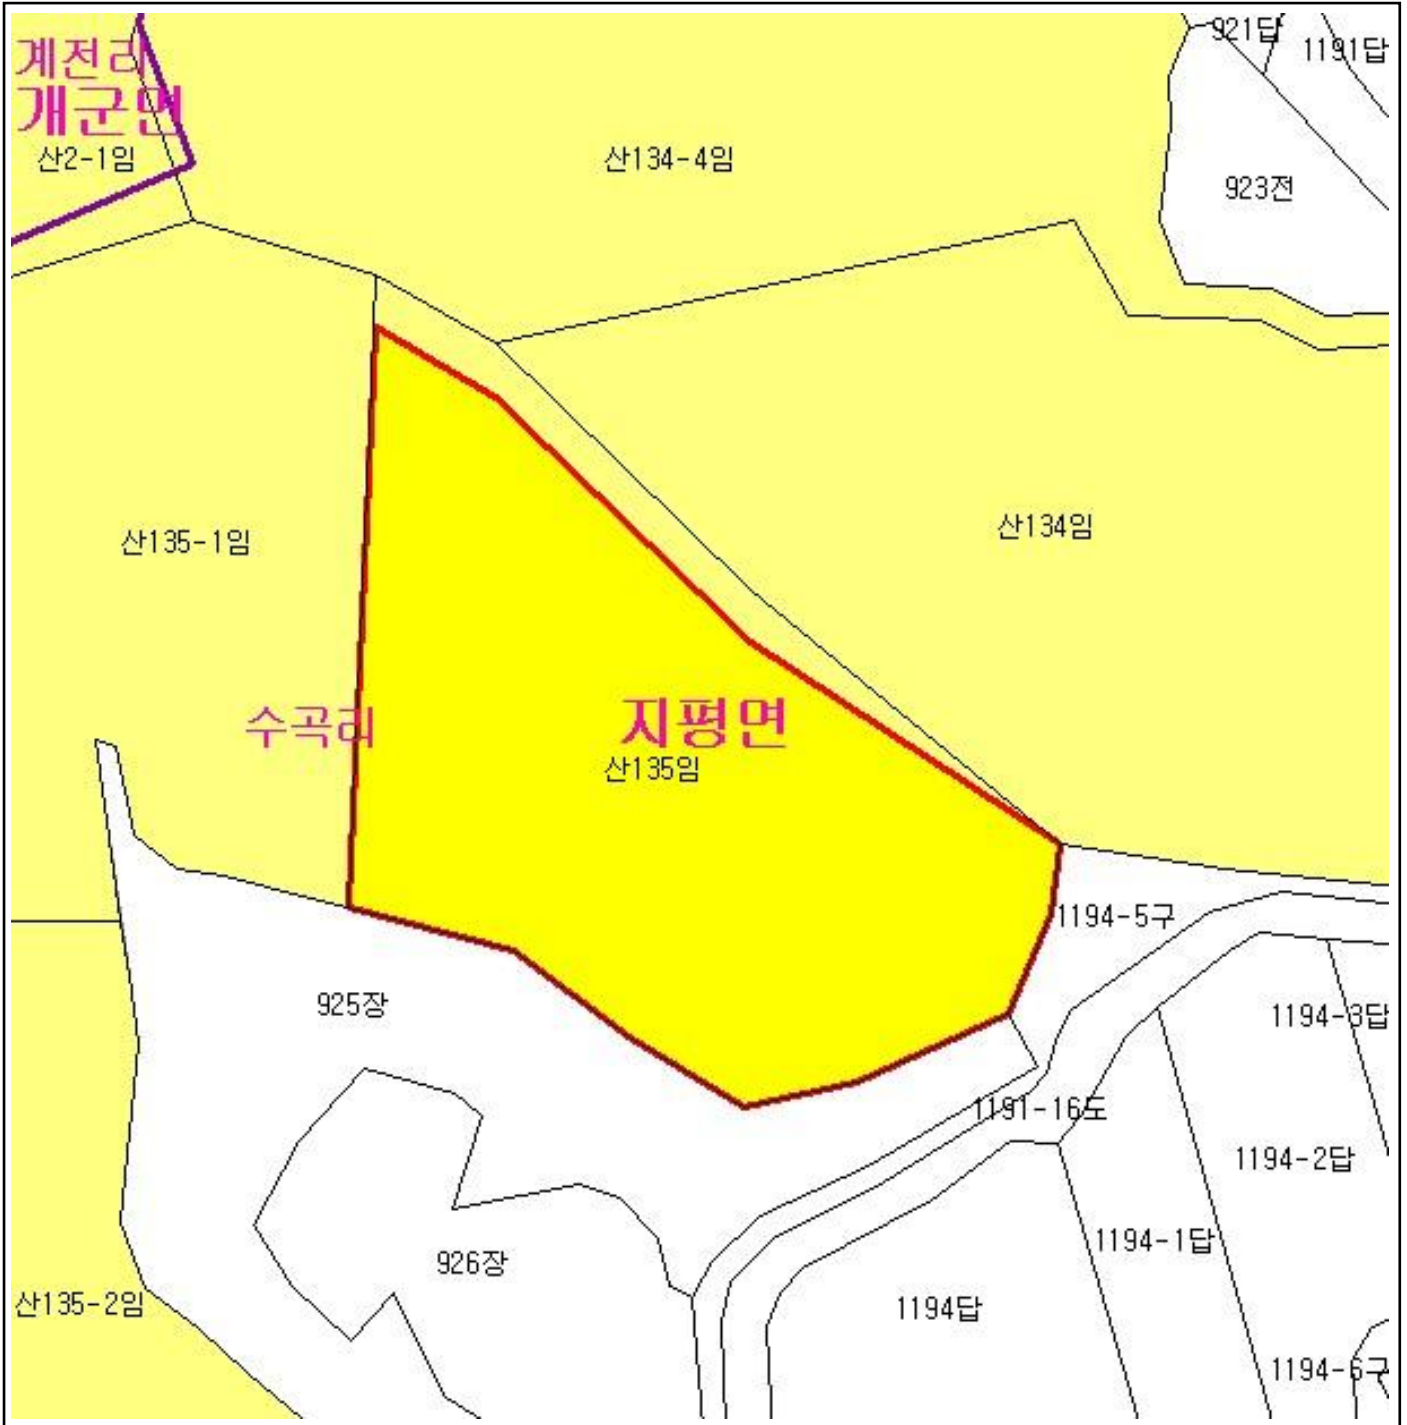 921답
1191답
계전리
개군면
산2-1임
산134-4임
923전
산135-1임
산134임
수곡리
지평면
산135임
1194-5구
925장
1194-3답
1191-16도
1194-2답
1194-1답
926장
산135-2임
1194답
1194-6구